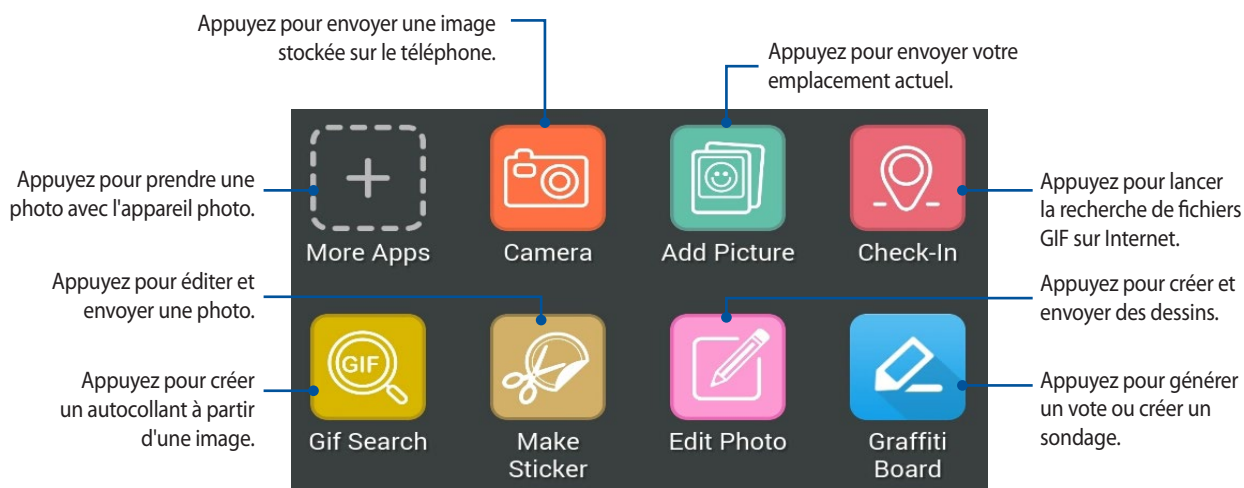 Appuyez pour envoyer une image
stockée sur le téléphone.
Appuyez pour envoyer votre
emplacement actuel.
Appuyez pour prendre une
photo avec l'appareil photo.
More Apps
Camera
Add Picture
Check-In
Appuyez pour lancer
la recherche de fichiers
GIF sur Internet.
Appuyez pour éditer et
envoyer une photo.
Appuyez pour créer et
envoyer des dessins.
GIF
Appuyez pour créer
un autocollant à partir
d'une image.
Gif Search
Make
Sticker
Edit Photo
Graffiti
Board
Appuyez pour générer
un vote ou créer un
sondage.